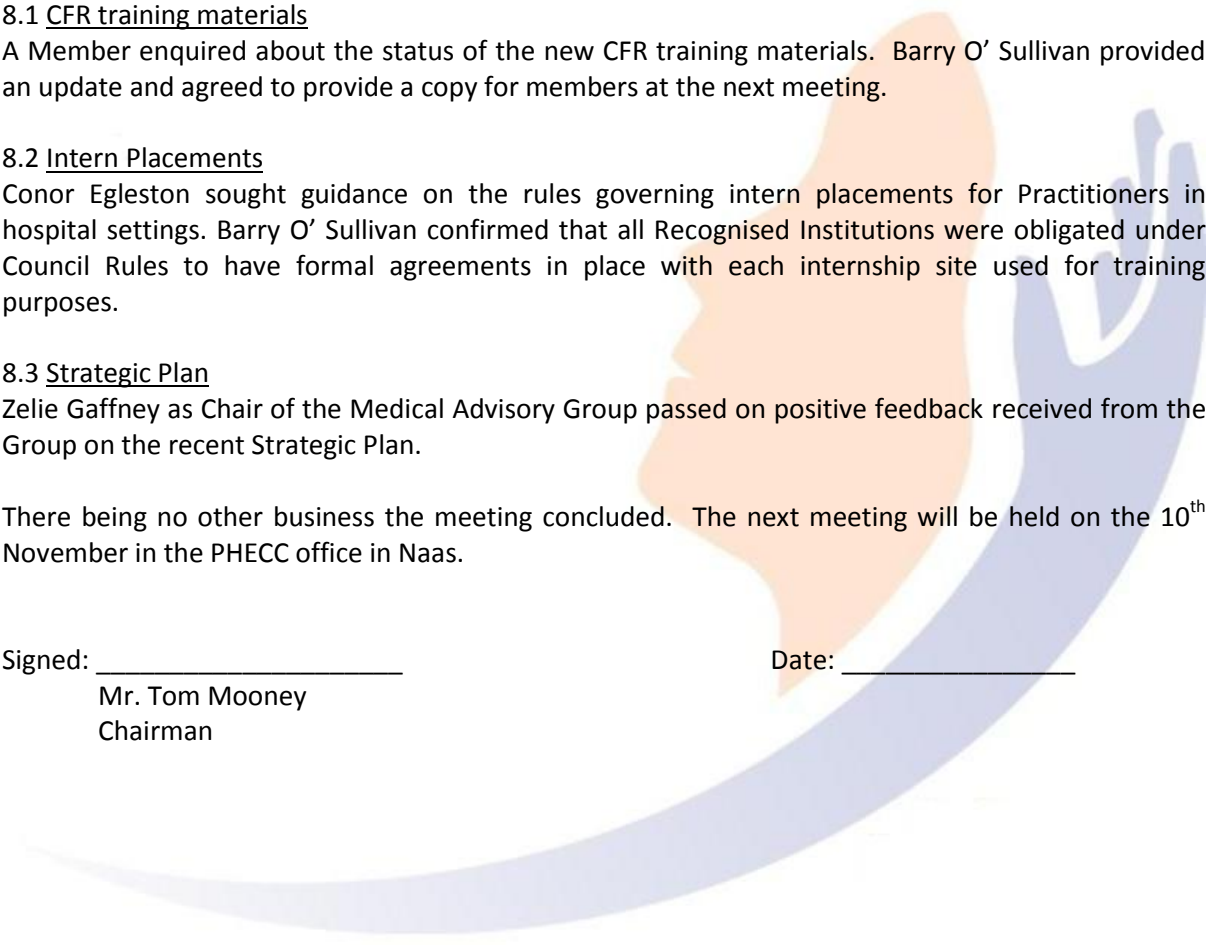 8.1 CFR training materials
A Member enquired about the status of the new CFR training materials.  Barry O’ Sullivan provided
an update and agreed to provide a copy for members at the next meeting.
8.2 Intern Placements
Conor Egleston sought guidance on the rules governing intern placements for Practitioners in
hospital settings. Barry O’ Sullivan confirmed that all Recognised Institutions were obligated under
Council Rules to have formal agreements in place with each internship site used for training
purposes.
8.3 Strategic Plan
Zelie Gaffney as Chair of the Medical Advisory Group passed on positive feedback received from the
Group on the recent Strategic Plan.
There being no other business the meeting concluded.  The next meeting will be held on the 10th
November in the PHECC office in Naas.
Signed: _____________________ Date: ________________
Mr. Tom Mooney
Chairman